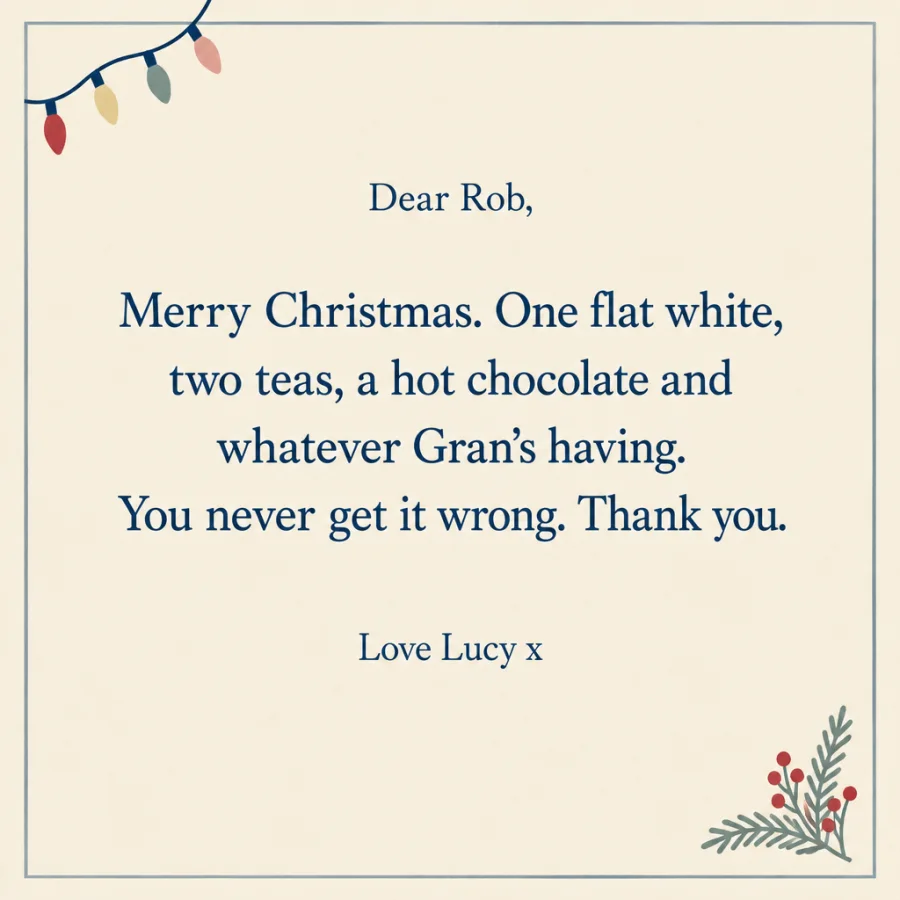 Dear Rob,
Merry Christmas. One flat white,
two teas, a hot chocolate and
whatever Gran’s having.
You never get it wrong. Thank you.
Love Lucy x